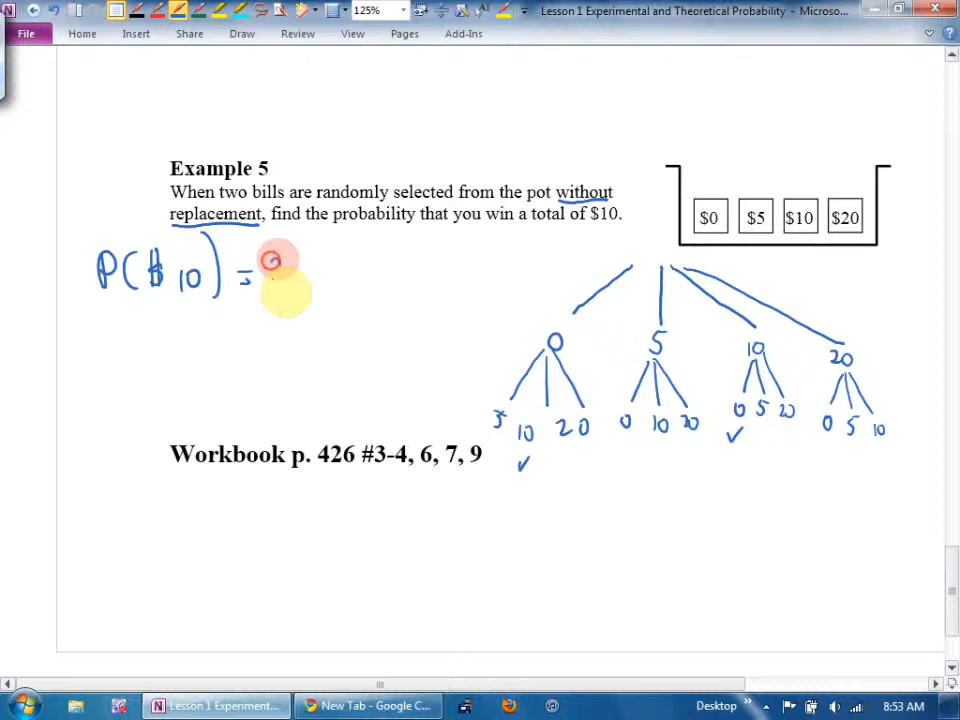 125%
Lesson 1 Experimental and Theoretical Probability - Microso...
File Home Insert Share Draw Review View Pages Add-Ins
Example 5
When two bills are randomly selected from the pot without
replacement, find the probability that you win a total of $10.
$0 $5 $10 $20
P($ 10) =
0 5 10 20
5 10 20 0 10 20 0 5 20 0 5 10
✓ ✓
Workbook p. 426 #3-4, 6, 7, 9
Lesson 1 Experiment... New Tab - Google C... Desktop 8:53 AM